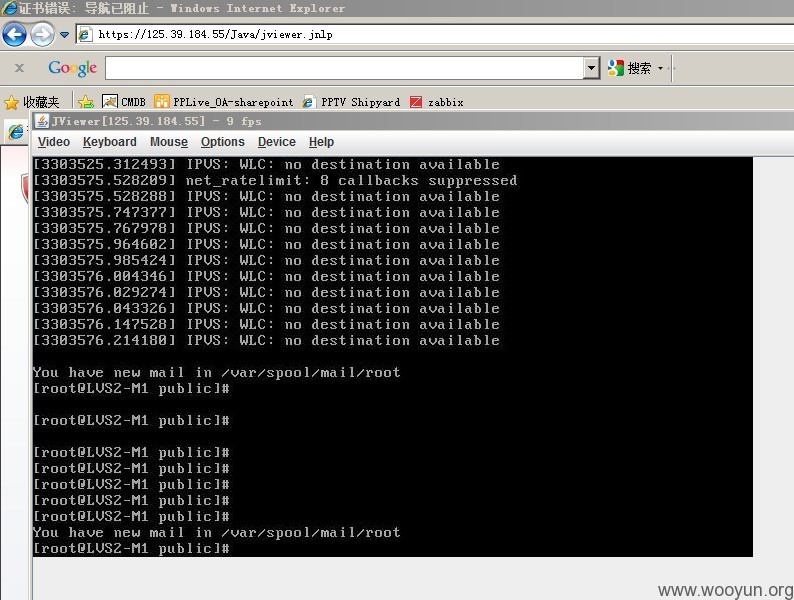 证书错误: 导航已阻止 - Windows Internet Explorer
https://125.39.184.55/Java/jviewer.jnlp
x Google 搜索
收藏夹 CMDB PPLive_OA-sharepoint PPTV Shipyard zabbix
JViewer[125.39.184.55] - 9 fps
Video Keyboard Mouse Options Device Help
[3303525.312493] IPVS: WLC: no destination available
[3303575.528209] net_ratelimit: 8 callbacks suppressed
[3303575.528288] IPVS: WLC: no destination available
[3303575.747377] IPVS: WLC: no destination available
[3303575.767978] IPVS: WLC: no destination available
[3303575.964602] IPVS: WLC: no destination available
[3303575.985424] IPVS: WLC: no destination available
[3303576.004346] IPVS: WLC: no destination available
[3303576.029274] IPVS: WLC: no destination available
[3303576.043326] IPVS: WLC: no destination available
[3303576.147528] IPVS: WLC: no destination available
[3303576.214180] IPVS: WLC: no destination available
You have new mail in /var/spool/mail/root
[root@LVS2-M1 public]#
[root@LVS2-M1 public]#
[root@LVS2-M1 public]#
[root@LVS2-M1 public]#
[root@LVS2-M1 public]#
[root@LVS2-M1 public]#
[root@LVS2-M1 public]#
You have new mail in /var/spool/mail/root
[root@LVS2-M1 public]#
www.wooyun.org